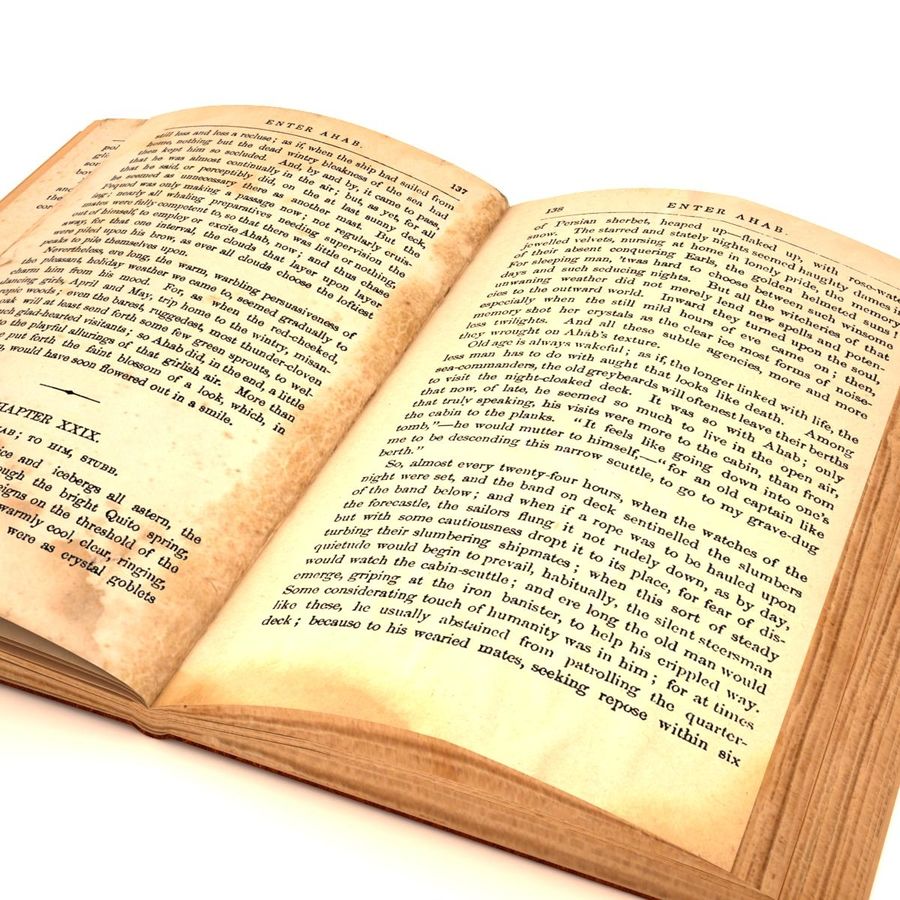 pol
gli
sor
bor
and
the
cor
ENTER AHAB.
137
still less and less a recluse; as if, when the ship had sailed from
home, nothing but the dead wintry bleakness of the sea had
then kept him so secluded. And, by and by, it came to pass,
that he was almost continually in the air; but, as yet, for all
that he said, or perceptibly did, on the at last sunny deck,
he seemed as unnecessary there as another mast. But the
Pequod was only making a passage now; not regularly cruis-
ing; nearly all whaling preparatives needing supervision the
mates were fully competent to, so that there was little or nothing,
out of himself, to employ or excite Ahab, now; and thus chase
away, for that one interval, the clouds that layer upon layer
were piled upon his brow, as ever all clouds choose the loftiest
peaks to pile themselves upon.
Nevertheless, ere long, the warm, warbling persuasiveness of
the pleasant, holiday weather we came to, seemed gradually to
charm him from his mood. For, as when the red-cheeked,
dancing girls, April and May, trip home to the wintry, misan-
thropic woods; even the barest, ruggedest, most thunder-cloven
oak will at least send forth some few green sprouts, to wel-
such glad-hearted visitants; so Ahab did, in the end, a little
to the playful allurings of that girlish air. More than
put forth the faint blossom of a look, which, in
would have soon flowered out in a smile.
CHAPTER XXIX.
AHAB; TO HIM, STUBB.
ice and icebergs all astern, the
through the bright Quito spring,
reigns on the threshold of the
warmly cool, clear, ringing,
were as crystal goblets
138
ENTER AHAB.
of Persian sherbet, heaped up—flaked up, with rose-water
snow. The starred and stately nights seemed haughty dames in
jewelled velvets, nursing at home in lonely pride, the memory
of their absent conquering Earls, the golden helmeted suns!
For sleeping man, 'twas hard to choose between such winsome
days and such seducing nights. But all the witcheries of that
unwaning weather did not merely lend new spells and poten-
cies to the outward world. Inward they turned upon the soul,
especially when the still mild hours of eve came on; then,
memory shot her crystals as the clear ice most forms of noise-
less twilights. And all these subtle agencies, more and more
they wrought on Ahab's texture.
Old age is always wakeful; as if, the longer linked with life, the
less man has to do with aught that looks like death. Among
sea-commanders, the old greybeards will oftenest leave their berths
to visit the night-cloaked deck. It was so with Ahab; only
that now, of late, he seemed so much to live in the open air,
that truly speaking, his visits were more to the cabin, than from
the cabin to the planks. "It feels like going down into one's
tomb,"—he would mutter to himself,—"for an old captain like
me to be descending this narrow scuttle, to go to my grave-dug
berth."
So, almost every twenty-four hours, when the watches of the
night were set, and the band on deck sentinelled the slumbers
of the band below; and when if a rope was to be hauled upon
the forecastle, the sailors flung it not rudely down, as by day,
but with some cautiousness dropt it to its place, for fear of dis-
turbing their slumbering shipmates; when this sort of steady
quietude would begin to prevail, habitually, the silent steersman
would watch the cabin-scuttle; and ere long the old man would
emerge, griping at the iron banister, to help his crippled way.
Some considerating touch of humanity was in him; for at times
like these, he usually abstained from patrolling the quarter-
deck; because to his wearied mates, seeking repose within six